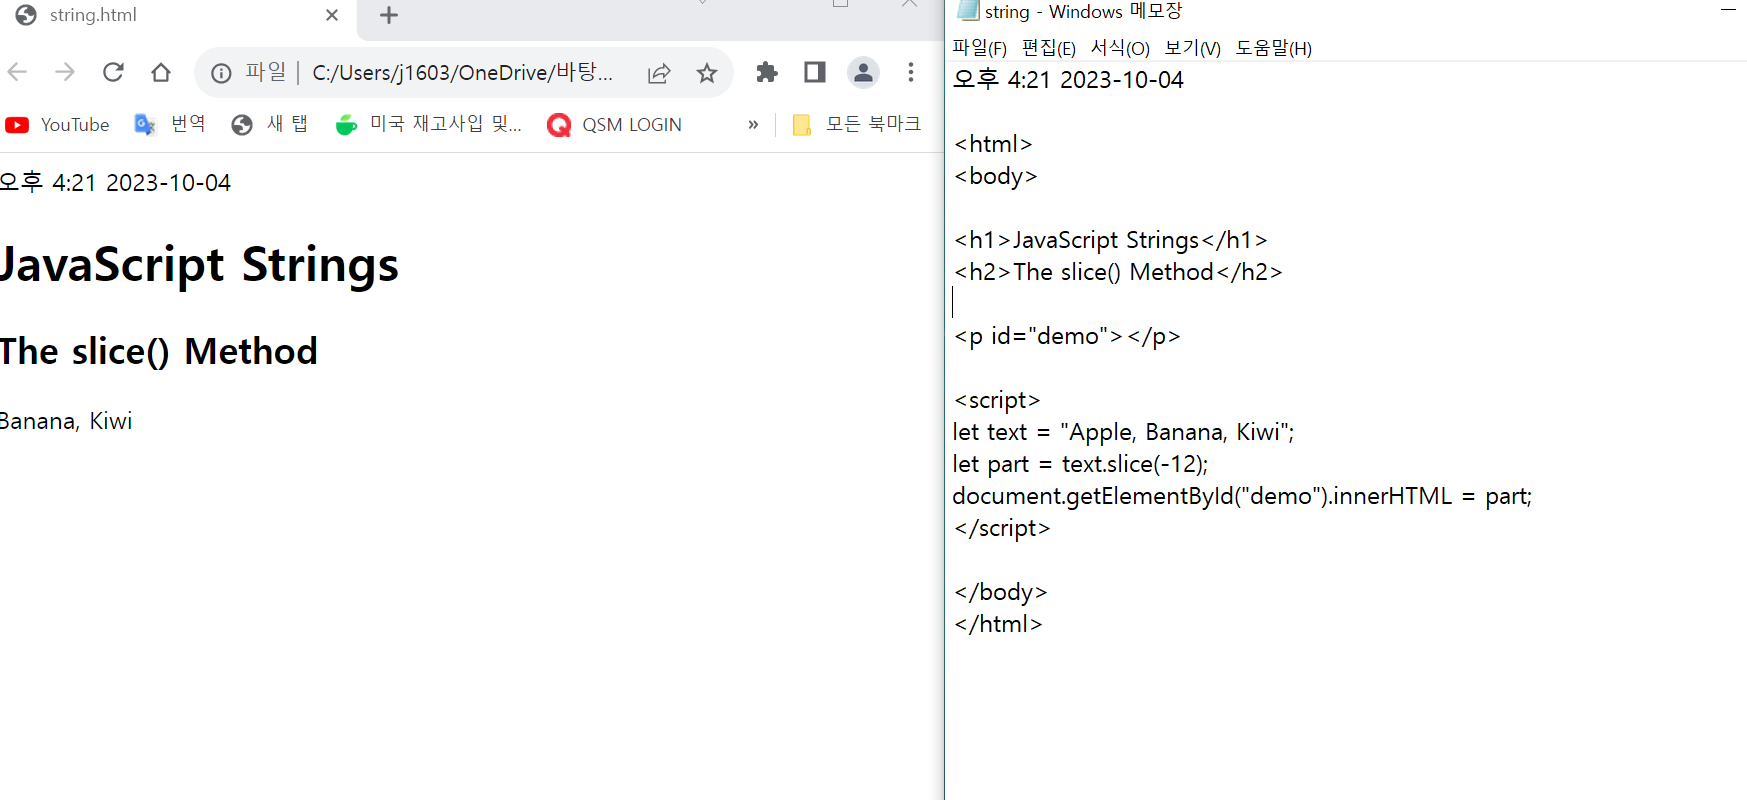 string.html
파일 | C:/Users/j1603/OneDrive/바탕...
YouTube 번역 새 탭 미국 재고사입 및... QSM LOGIN » 모든 북마크
오후 4:21 2023-10-04
JavaScript Strings
The slice() Method
Banana, Kiwi
string - Windows 메모장
파일(F) 편집(E) 서식(O) 보기(V) 도움말(H)
오후 4:21 2023-10-04
<html>
<body>
<h1>JavaScript Strings</h1>
<h2>The slice() Method</h2>
<p id="demo"></p>
<script>
let text = "Apple, Banana, Kiwi";
let part = text.slice(-12);
document.getElementById("demo").innerHTML = part;
</script>
</body>
</html>